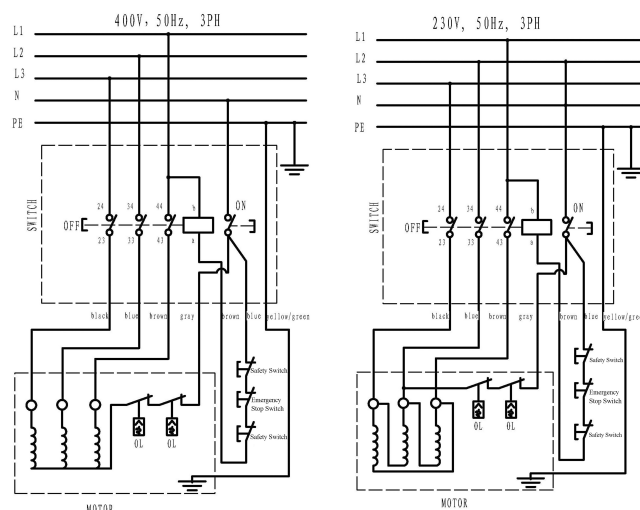 400V, 50Hz, 3PH
L1
L2
L3
N
PE
SWITCH
24
34
44
b
ON
OFF
23
33
43
a
black
blue
brown
gray
brown
blue
yellow/green
Safety Switch
Emergency
Stop Switch
Safety Switch
OL
OL
MOTOR
230V, 50Hz, 3PH
L1
L2
L3
N
PE
SWITCH
24
34
44
b
ON
OFF
23
33
43
a
black
blue
brown
gray
brown
blue
yellow/gree
Safety Switch
Emergency
Stop Switch
Safety Switch
OL
OL
MOTOR